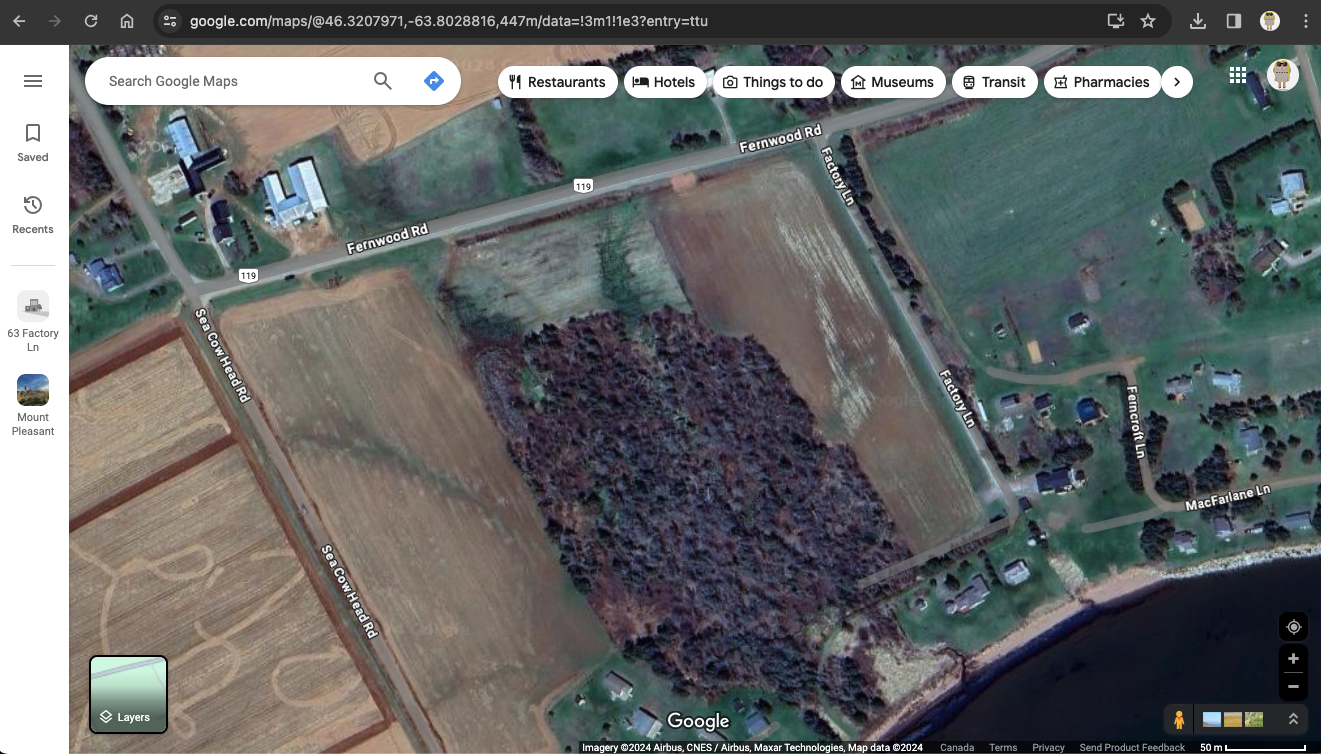 google.com/maps/@46.3207971,-63.8028816,447m/data=!3m1!1e3?entry=ttu
Search Google Maps
Restaurants
Hotels
Things to do
Museums
Transit
Pharmacies
Saved
Recents
63 Factory
Ln
Mount
Pleasant
Fernwood Rd
119
Fernwood Rd
119
Factory Ln
Sea Cow Head Rd
Factory Ln
Ferncroft Ln
MacFarlane Ln
Sea Cow Head Rd
Layers
Google
Imagery ©2024 Airbus, CNES / Airbus, Maxar Technologies, Map data ©2024
Canada
Terms
Privacy
Send Product Feedback
50 m